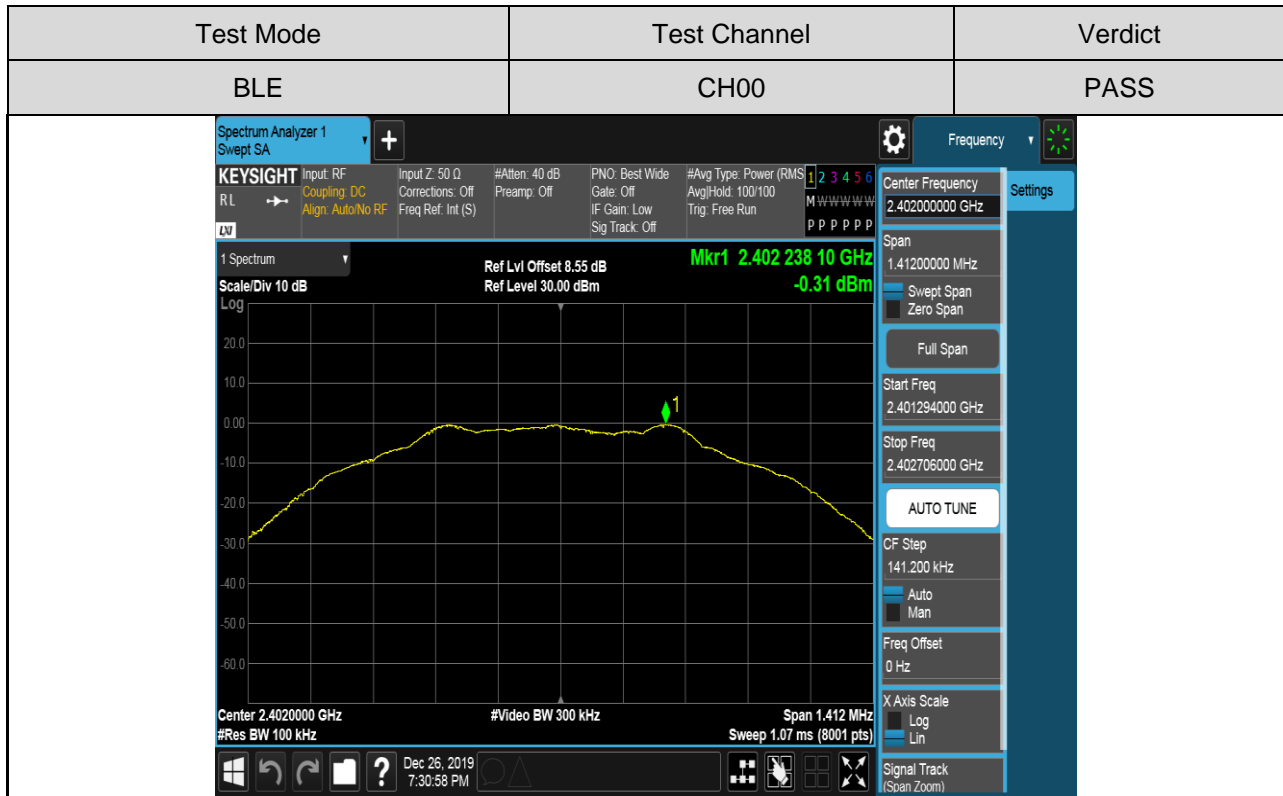 Test Mode Test Channel Verdict
BLE CH00 PASS
Spectrum Analyzer 1
Swept SA
+
Frequency
KEYSIGHT
RL
LXI
Input: RF
Coupling: DC
Align: Auto/No RF
Input Z: 50 Ω
Corrections: Off
Freq Ref: Int (S)
#Atten: 40 dB
Preamp: Off
PNO: Best Wide
Gate: Off
IF Gain: Low
Sig Track: Off
#Avg Type: Power (RMS
Avg|Hold: 100/100
Trig: Free Run
1 2 3 4 5 6
M W W W W W
P P P P P P
1 Spectrum
Scale/Div 10 dB
Ref Lvl Offset 8.55 dB
Ref Level 30.00 dBm
Mkr1 2.402 238 10 GHz
-0.31 dBm
Log
20.0
10.0
0.00
-10.0
-20.0
-30.0
-40.0
-50.0
-60.0
1
Center 2.4020000 GHz
#Res BW 100 kHz
#Video BW 300 kHz
Span 1.412 MHz
Sweep 1.07 ms (8001 pts)
Center Frequency
2.402000000 GHz
Settings
Span
1.41200000 MHz
Swept Span
Zero Span
Full Span
Start Freq
2.401294000 GHz
Stop Freq
2.402706000 GHz
AUTO TUNE
CF Step
141.200 kHz
Auto
Man
Freq Offset
0 Hz
X Axis Scale
Log
Lin
Signal Track
(Span Zoom)
?
Dec 26, 2019
7:30:58 PM